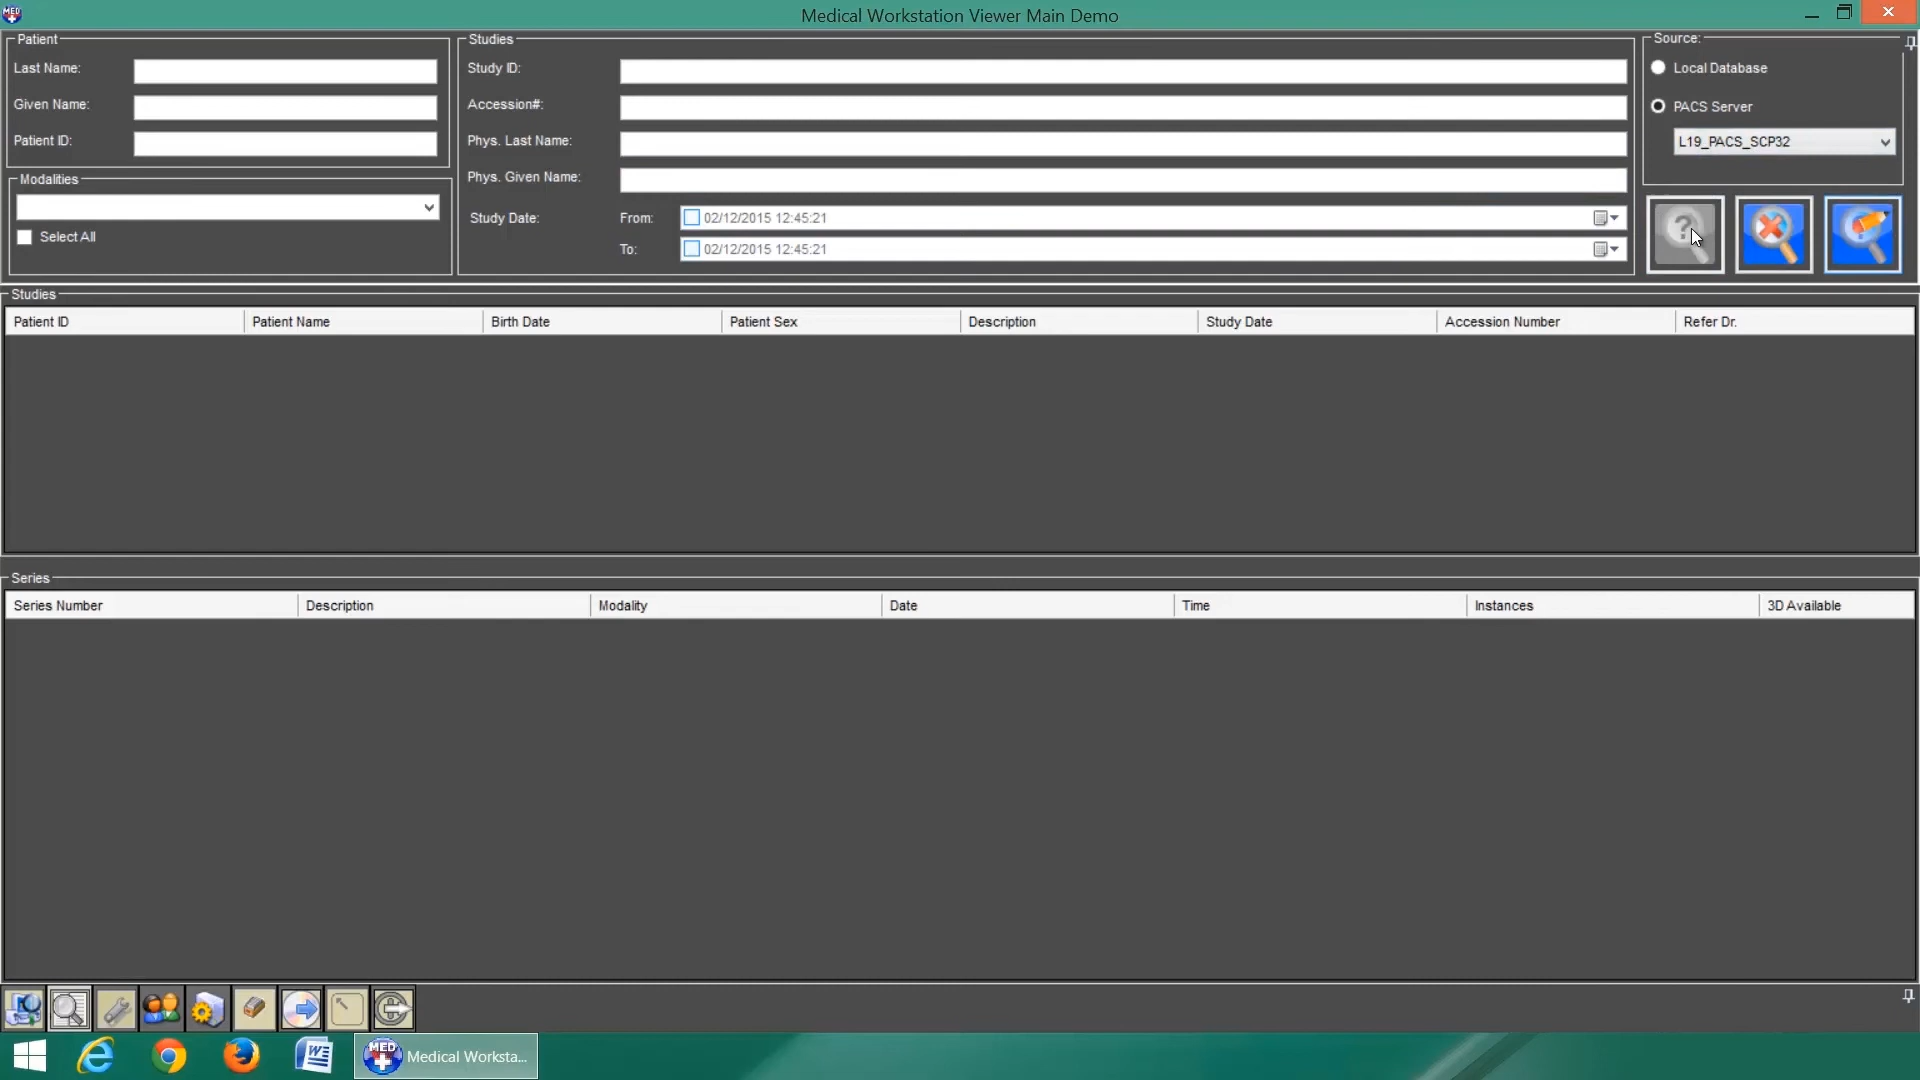 MED
Medical Workstation Viewer Main Demo
Patient
Last Name:
Given Name:
Patient ID:
Modalities
Select All
Studies
Study ID:
Accession#:
Phys. Last Name:
Phys. Given Name:
Study Date:
From:
02/12/2015 12:45:21
To:
02/12/2015 12:45:21
Source:
Local Database
PACS Server
L19_PACS_SCP32
?
Studies
Patient ID
Patient Name
Birth Date
Patient Sex
Description
Study Date
Accession Number
Refer Dr.
Series
Series Number
Description
Modality
Date
Time
Instances
3D Available
MED
Medical Worksta...